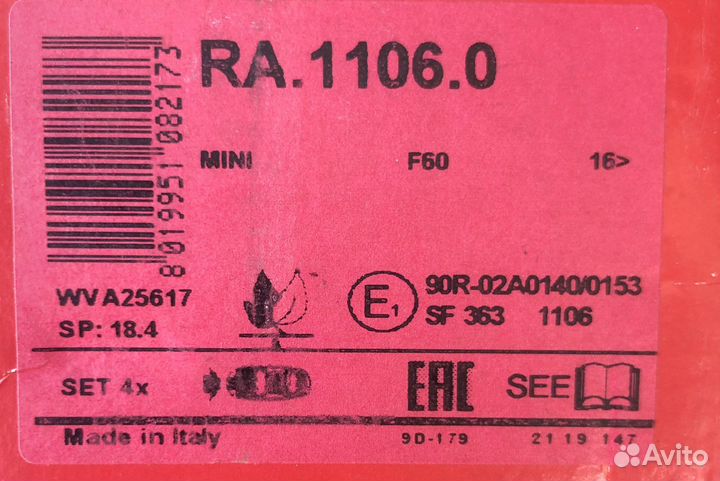 RA.1106.0
8 019951 082173
MINI F60 16>
WVA25617
SP: 18.4
E1
90R-02A0140/0153
SF 363 1106
SET 4x
EAC
SEE
Made in Italy
9D-179
21 19 147
Avito